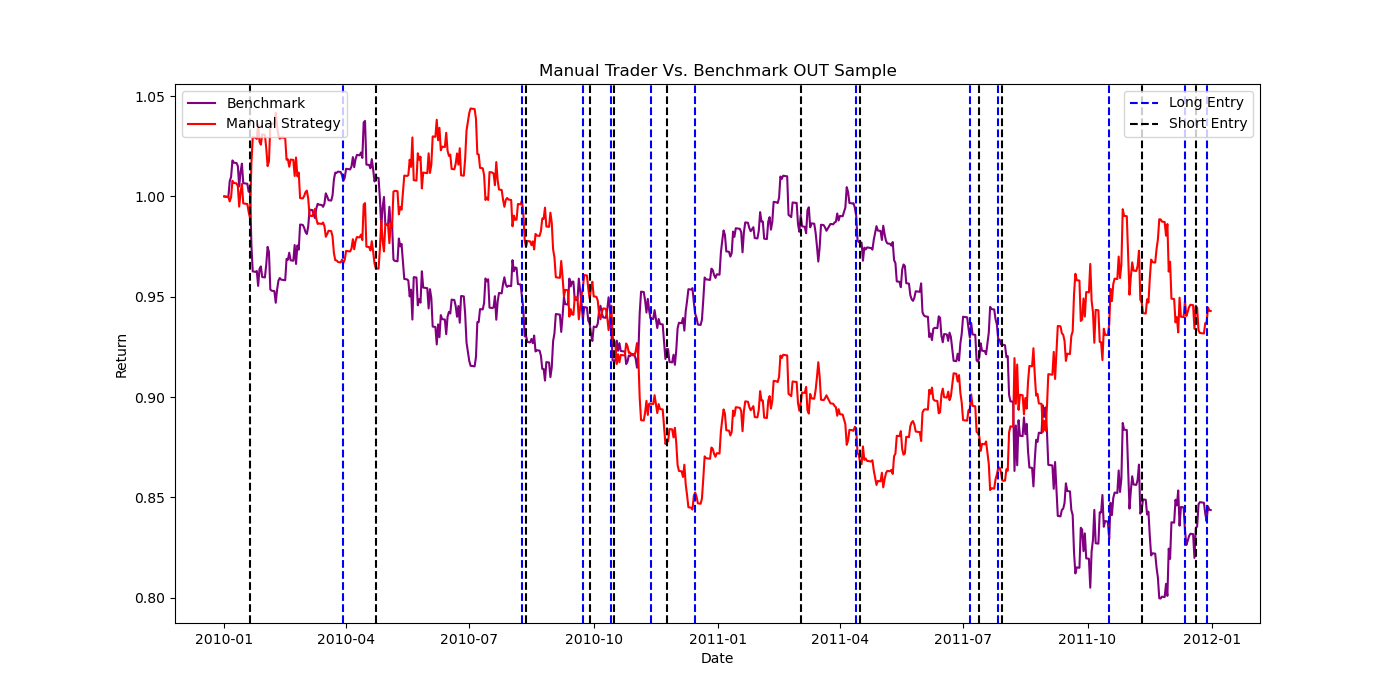 Manual Trader Vs. Benchmark OUT Sample
Benchmark
Manual Strategy
Long Entry
Short Entry
1.05
1.00
0.95
0.90
0.85
0.80
Return
2010-01 2010-04 2010-07 2010-10 2011-01 2011-04 2011-07 2011-10 2012-01
Date